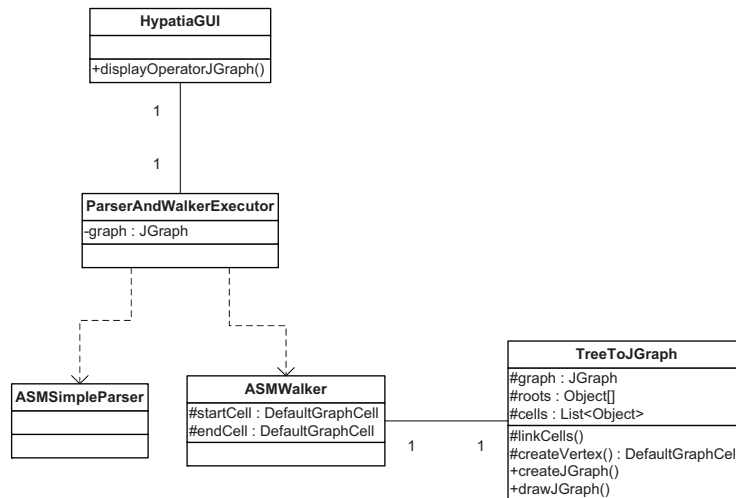 HypatiaGUI
+displayOperatorJGraph()
1
1
ParserAndWalkerExecutor
-graph : JGraph
ASMSimpleParser
ASMWalker
#startCell : DefaultGraphCell
#endCell : DefaultGraphCell
1
1
TreeToJGraph
#graph : JGraph
#roots : Object[]
#cells : List<Object>
#linkCells()
#createVertex() : DefaultGraphCell
+createJGraph()
+drawJGraph()